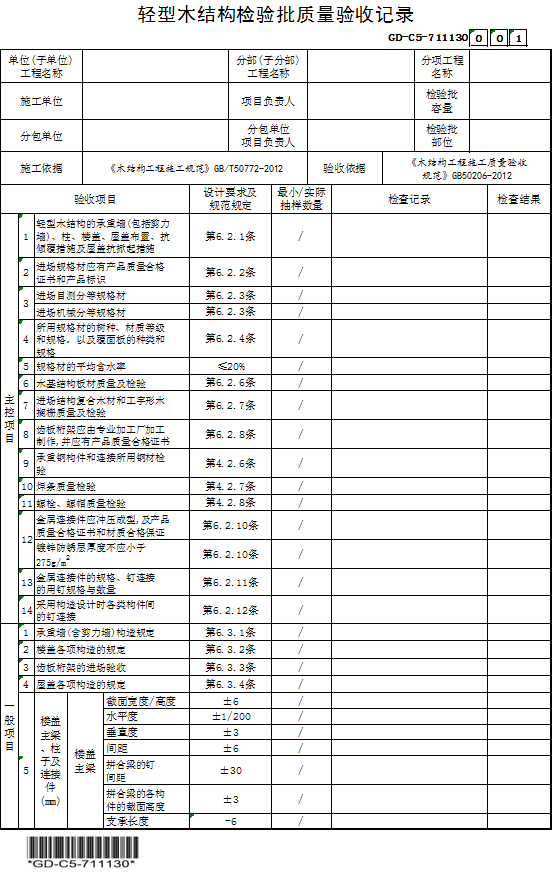 轻型木结构检验批质量验收记录
GD-C5-711130 0 0 1
单位(子单位)
工程名称
分部(子分部)
工程名称
分项工程
名称
施工单位
项目负责人
检验批
容量
分包单位
分包单位
项目负责人
检验批
部位
施工依据
《木结构工程施工规范》GB/T50772-2012
验收依据
《木结构工程施工质量验收
规范》GB50206-2012
验收项目
设计要求及
规范规定
最小/实际
抽样数量
检查记录
检查结果
主控项目
1
轻型木结构的承重墙(包括剪力
墙)、柱、楼盖、屋盖布置、抗
倾覆措施及屋盖抗掀起措施
第6.2.1条
/
2
进场规格材应有产品质量合格
证书和产品标识
第6.2.2条
/
3
进场目测分等规格材
第6.2.3条
/
进场机械分等规格材
第6.2.3条
/
4
所用规格材的树种、材质等级
和规格，以及覆面板的种类和
规格
第6.2.4条
/
5
规格材的平均含水率
≤20%
/
6
木基结构板材质量及检验
第6.2.6条
/
7
进场结构复合木材和工字形木
搁栅质量及检验
第6.2.7条
/
8
齿板桁架应由专业加工厂加工
制作,并应有产品质量合格证书
第6.2.8条
/
9
承重钢构件和连接所用钢材检
验
第4.2.6条
/
10
焊条质量检验
第4.2.7条
/
11
螺栓、螺帽质量检验
第4.2.8条
/
12
金属连接件应冲压成型,及产品
质量合格证书和材质合格保证
第6.2.10条
/
镀锌防锈层厚度不应小于
275g/m2
第6.2.10条
/
13
金属连接件的规格、钉连接
的用钉规格与数量
第6.2.11条
/
14
采用构造设计时各类构件间
的钉连接
第6.2.12条
/
一般项目
1
承重墙(含剪力墙)构造规定
第6.3.1条
/
2
楼盖各项构造的规定
第6.3.2条
/
3
齿板桁架的进场验收
第6.3.3条
/
4
屋盖各项构造的规定
第6.3.4条
/
5
楼盖
主梁
、柱
子及
连接
件
(mm)
楼盖
主梁
截面宽度/高度
±6
/
水平度
±1/200
/
垂直度
±3
/
间距
±6
/
拼合梁的钉
间距
±30
/
拼合梁的各构
件的截面高度
±3
/
支承长度
-6
/
*GD-C5-711130*